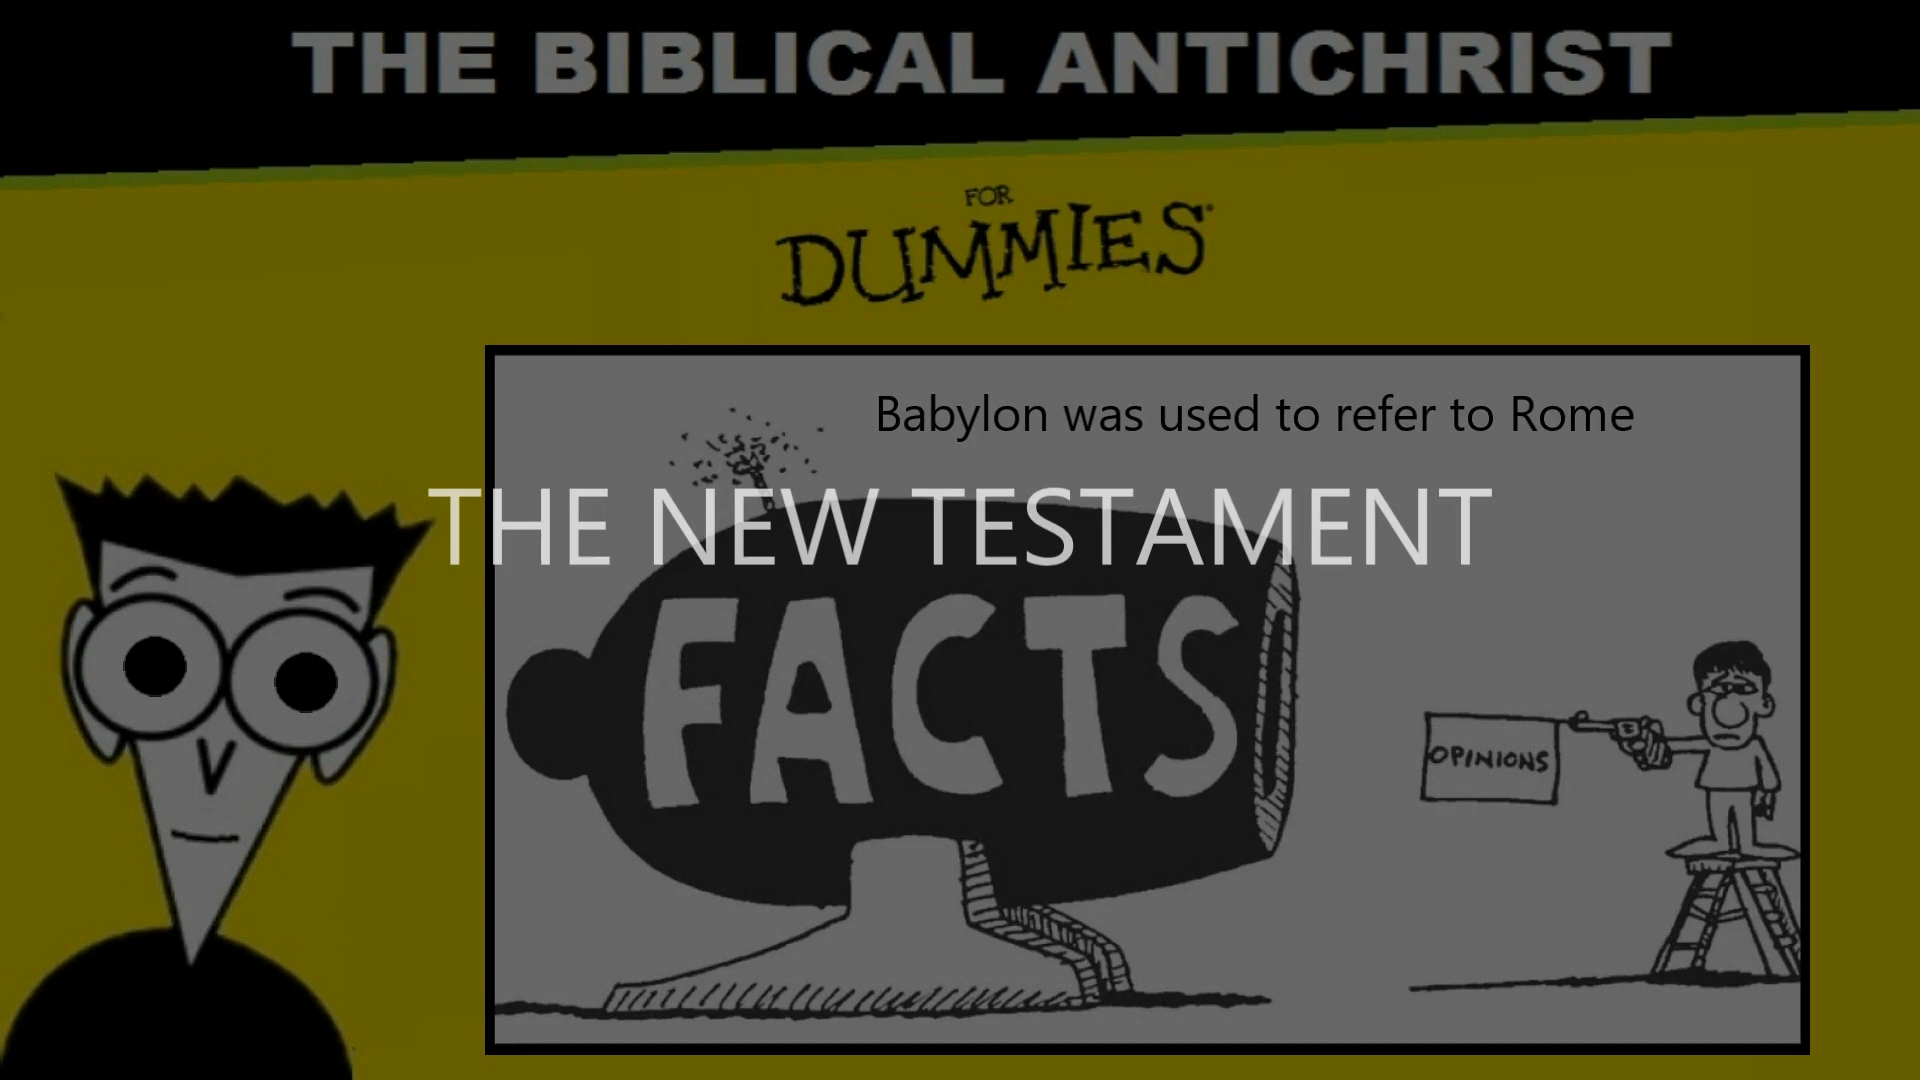 THE BIBLICAL ANTICHRIST
FOR
DUMMIES
Babylon was used to refer to Rome
THE NEW TESTAMENT
FACTS
OPINIONS